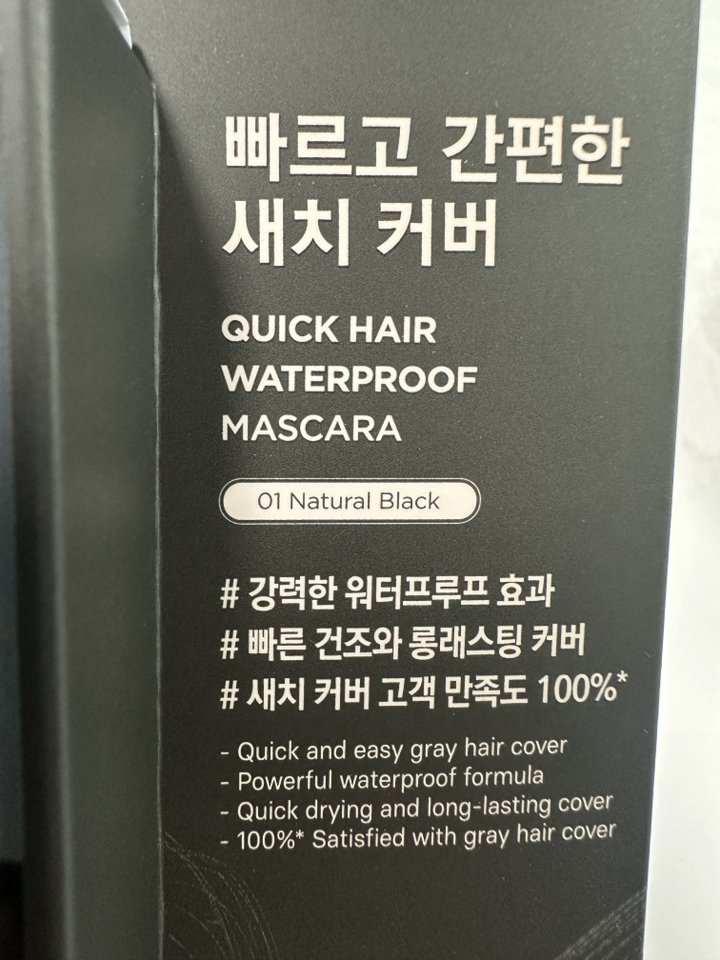 빠르고 간편한
새치 커버
QUICK HAIR
WATERPROOF
MASCARA
01 Natural Black
# 강력한 워터프루프 효과
# 빠른 건조와 롱래스팅 커버
# 새치 커버 고객 만족도 100%*
- Quick and easy gray hair cover
- Powerful waterproof formula
- Quick drying and long-lasting cover
- 100%* Satisfied with gray hair cover